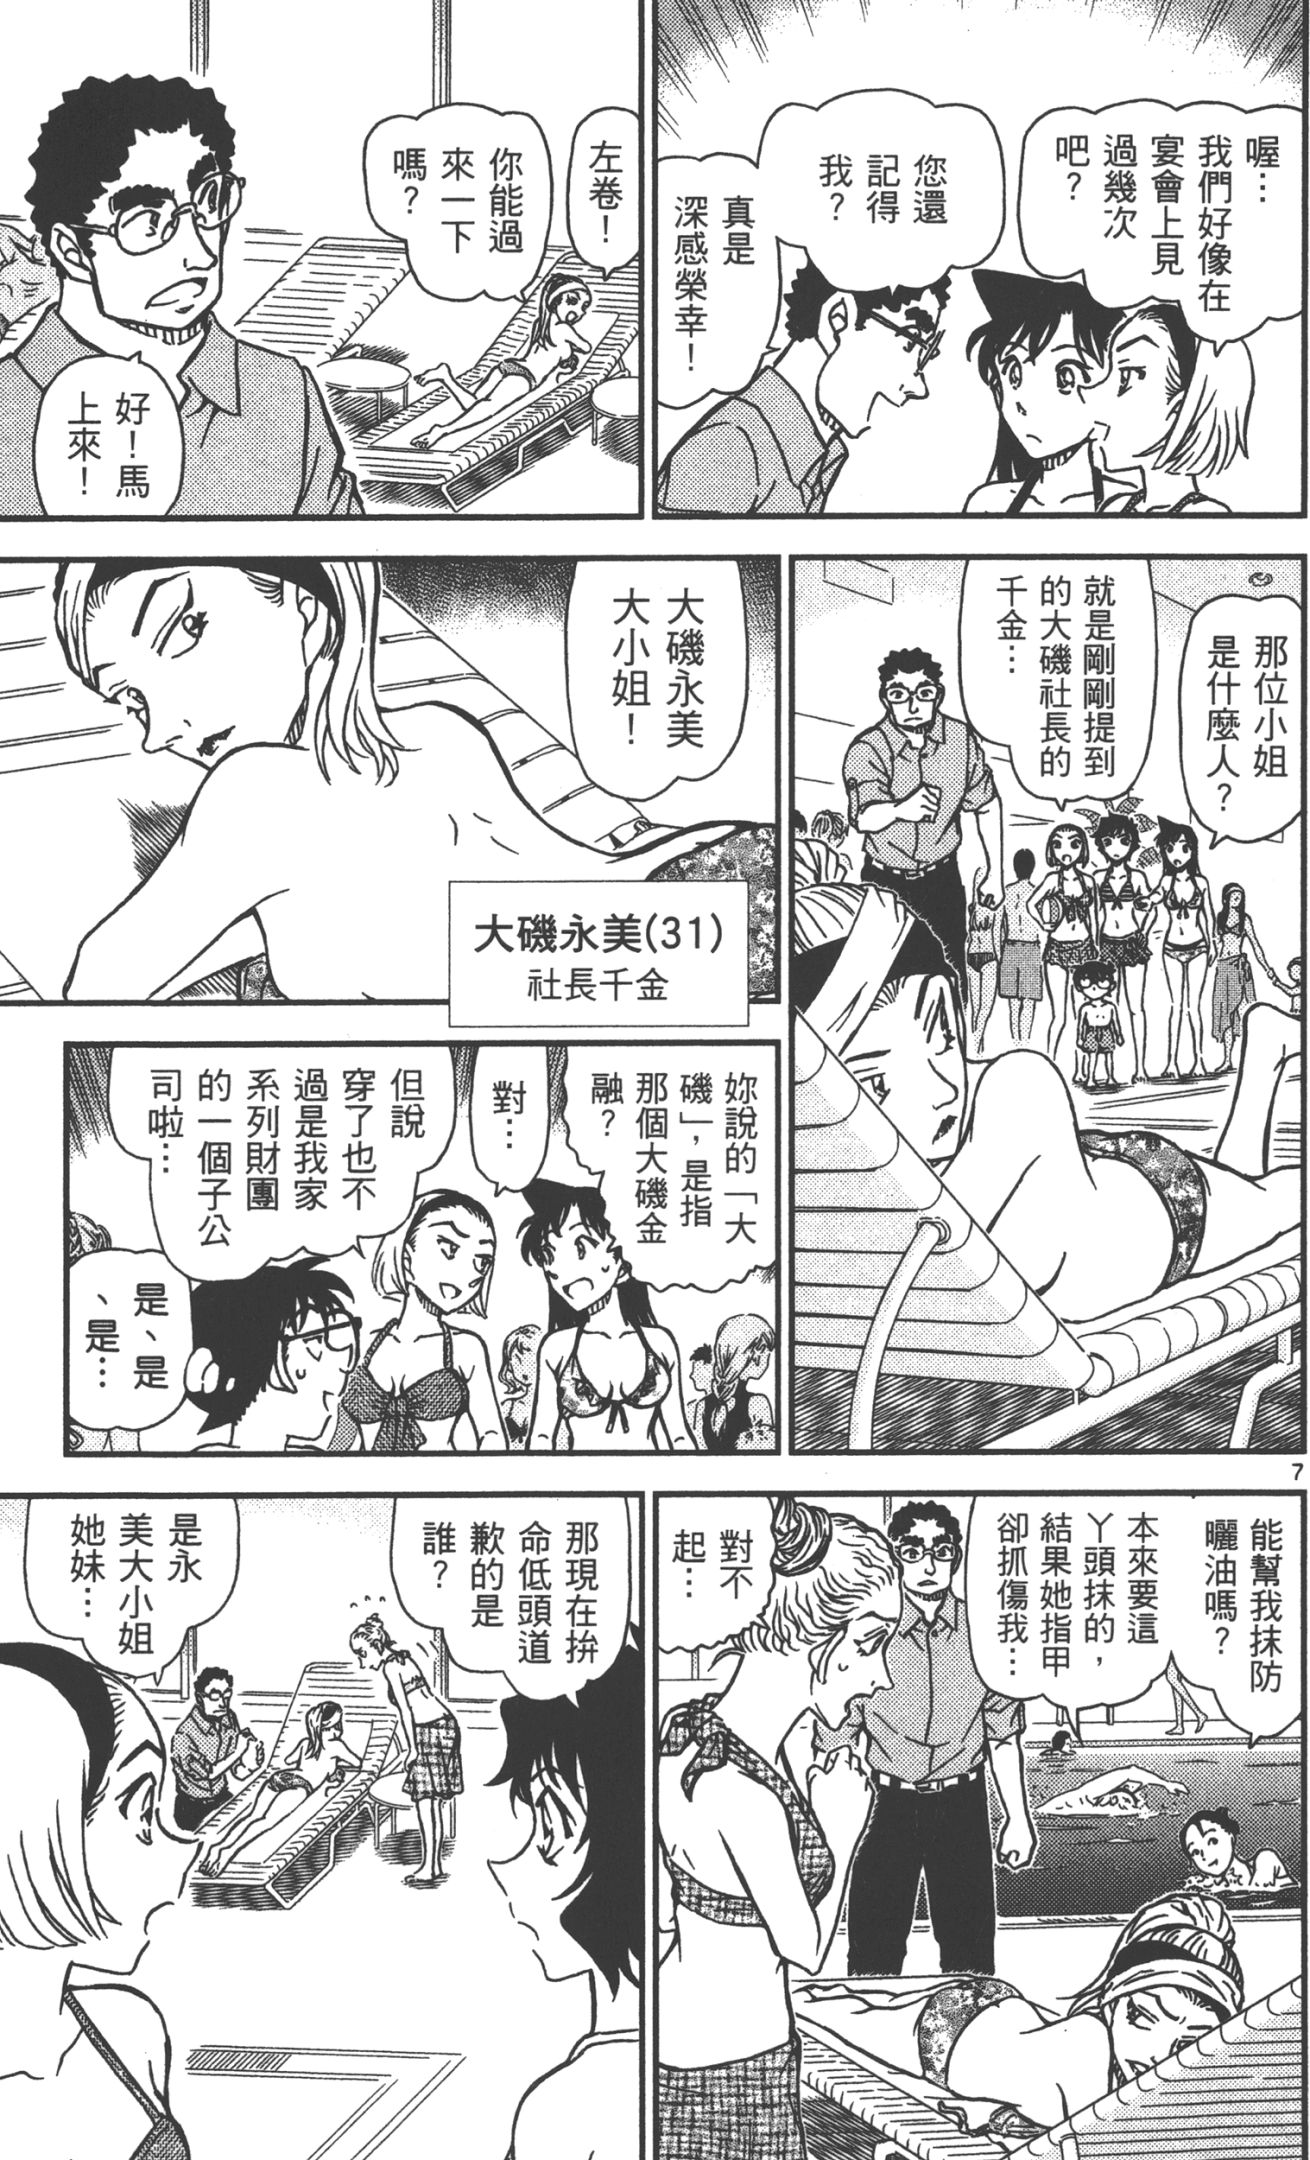 喔⋯
我們好像在
宴會上見
過幾次
吧？
您還
記得
我？
真是
深感榮幸！
左卷！
你能過
來一下
嗎？
好！馬
上來！
那位小姐
是什麼人？
就是剛剛提到
的大磯社長的
千金⋯
大磯永美
大小姐！
大磯永美(31)
社長千金
妳說的「大
磯」，是指
那個大磯金
融？
對⋯
但說
穿了也不
過是我家
系列財團
的一個子公
司啦⋯
是、是
、是⋯
7
能幫我抹防
曬油嗎？
本來要這
丫頭抹的，
結果她指甲
卻抓傷我⋯
對不
起⋯
那現在拚
命低頭道
歉的是
誰？
是永
美大小姐
她妹⋯